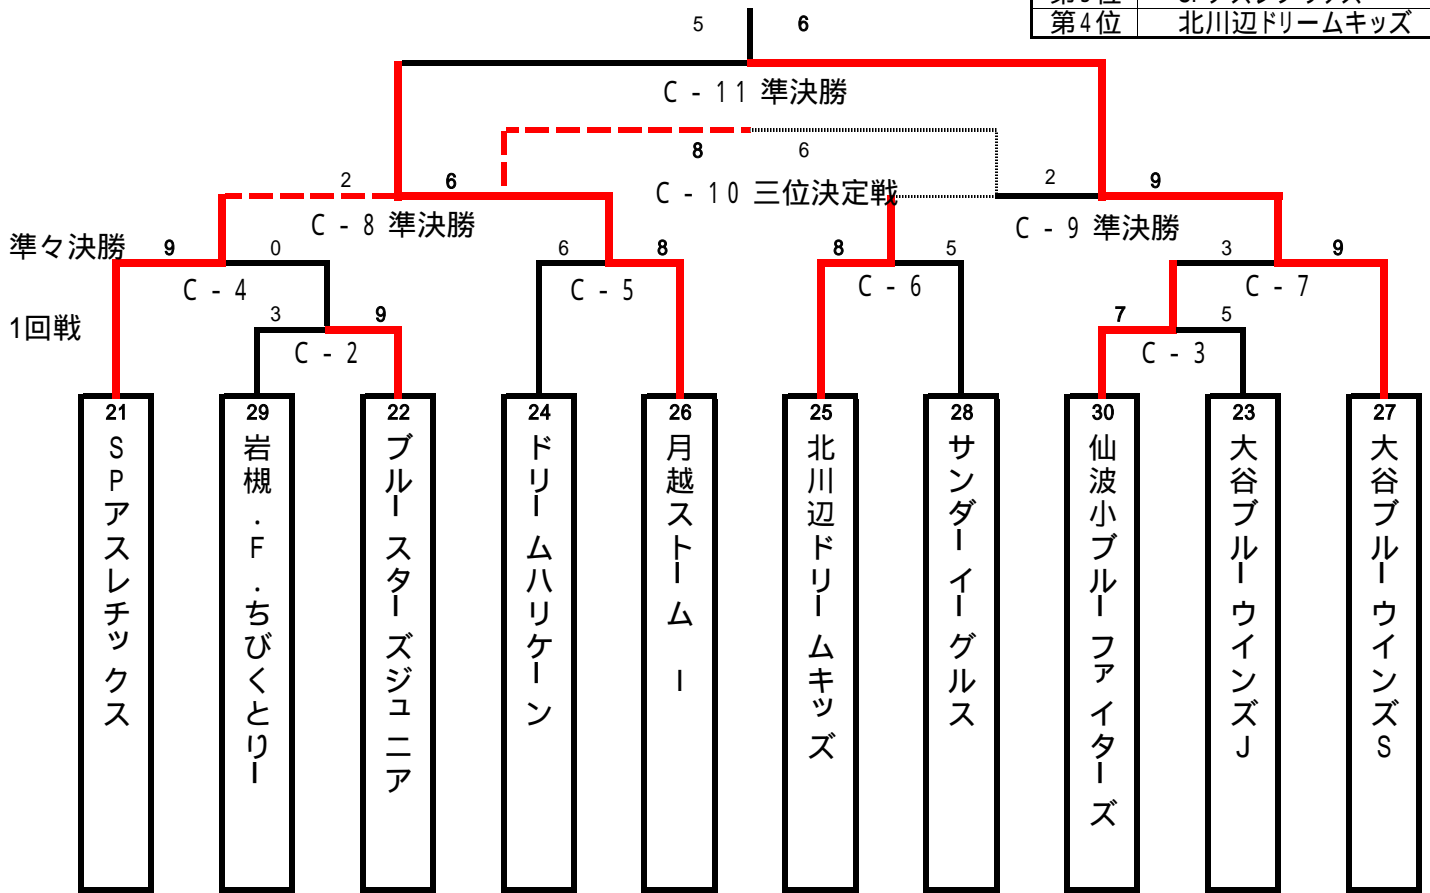 第4位 北川辺ドリームキッズ
5 6
C - 11 準決勝
8 6
C - 10 三位決定戦
2 6
C - 8 準決勝
2 9
C - 9 準決勝
準々決勝
9 0
C - 4
6 8
C - 5
8 5
C - 6
3 9
C - 7
1回戦
3 9
C - 2
7 5
C - 3
21
SPアスレチックス
29
岩槻.F.ちびくとりー
22
ブルースターズジュニア
24
ドリームハリケーン
26
月越ストーム I
25
北川辺ドリームキッズ
28
サンダーイーグルス
30
仙波小ブルーファイターズ
23
大谷ブルーウインズJ
27
大谷ブルーウインズS